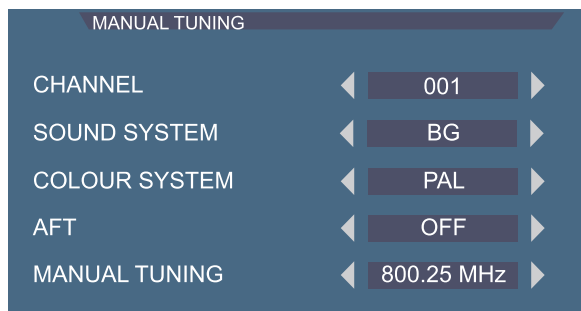 MANUAL TUNING
CHANNEL 001
SOUND SYSTEM BG
COLOUR SYSTEM PAL
AFT OFF
MANUAL TUNING 800.25 MHz